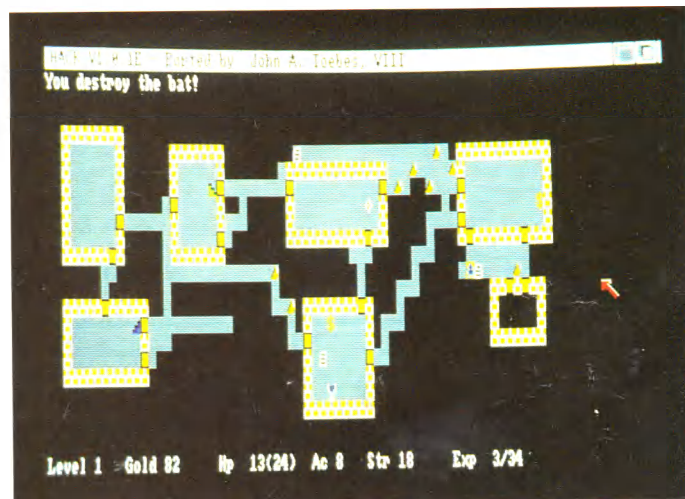 HACK V1.0.1E - Ported by John A. Toebes, VIII
You destroy the bat!
Level 1 Gold 82 Hp 13(24) Ac 8 Str 18 Exp 3/34